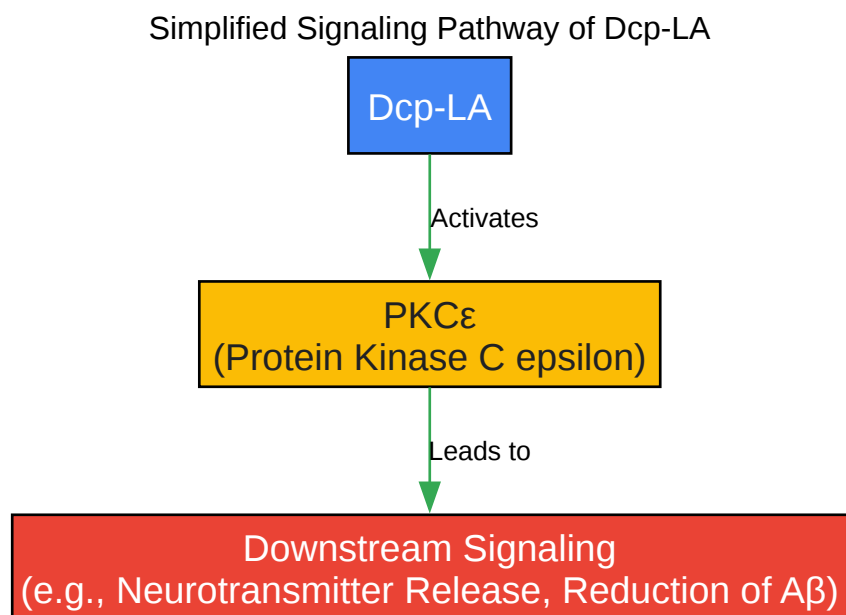 Simplified Signaling Pathway of Dcp-LA
Dcp-LA
Activates
PKCε
(Protein Kinase C epsilon)
Leads to
Downstream Signaling
(e.g., Neurotransmitter Release, Reduction of Aβ)